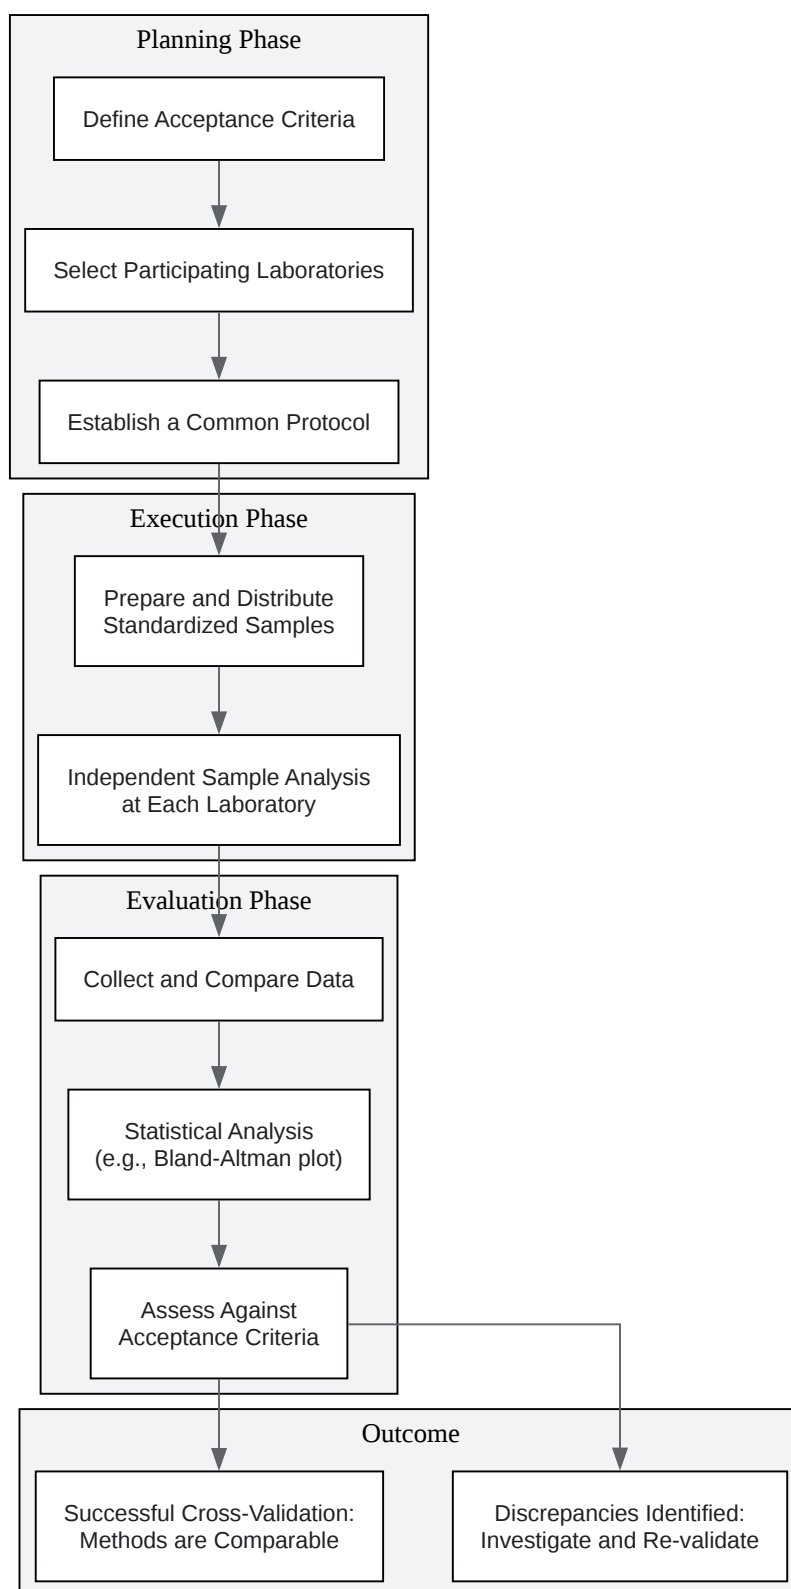 Planning Phase
Define Acceptance Criteria
Select Participating Laboratories
Establish a Common Protocol
Execution Phase
Prepare and Distribute
Standardized Samples
Independent Sample Analysis
at Each Laboratory
Evaluation Phase
Collect and Compare Data
Statistical Analysis
(e.g., Bland-Altman plot)
Assess Against
Acceptance Criteria
Outcome
Successful Cross-Validation:
Methods are Comparable
Discrepancies Identified:
Investigate and Re-validate